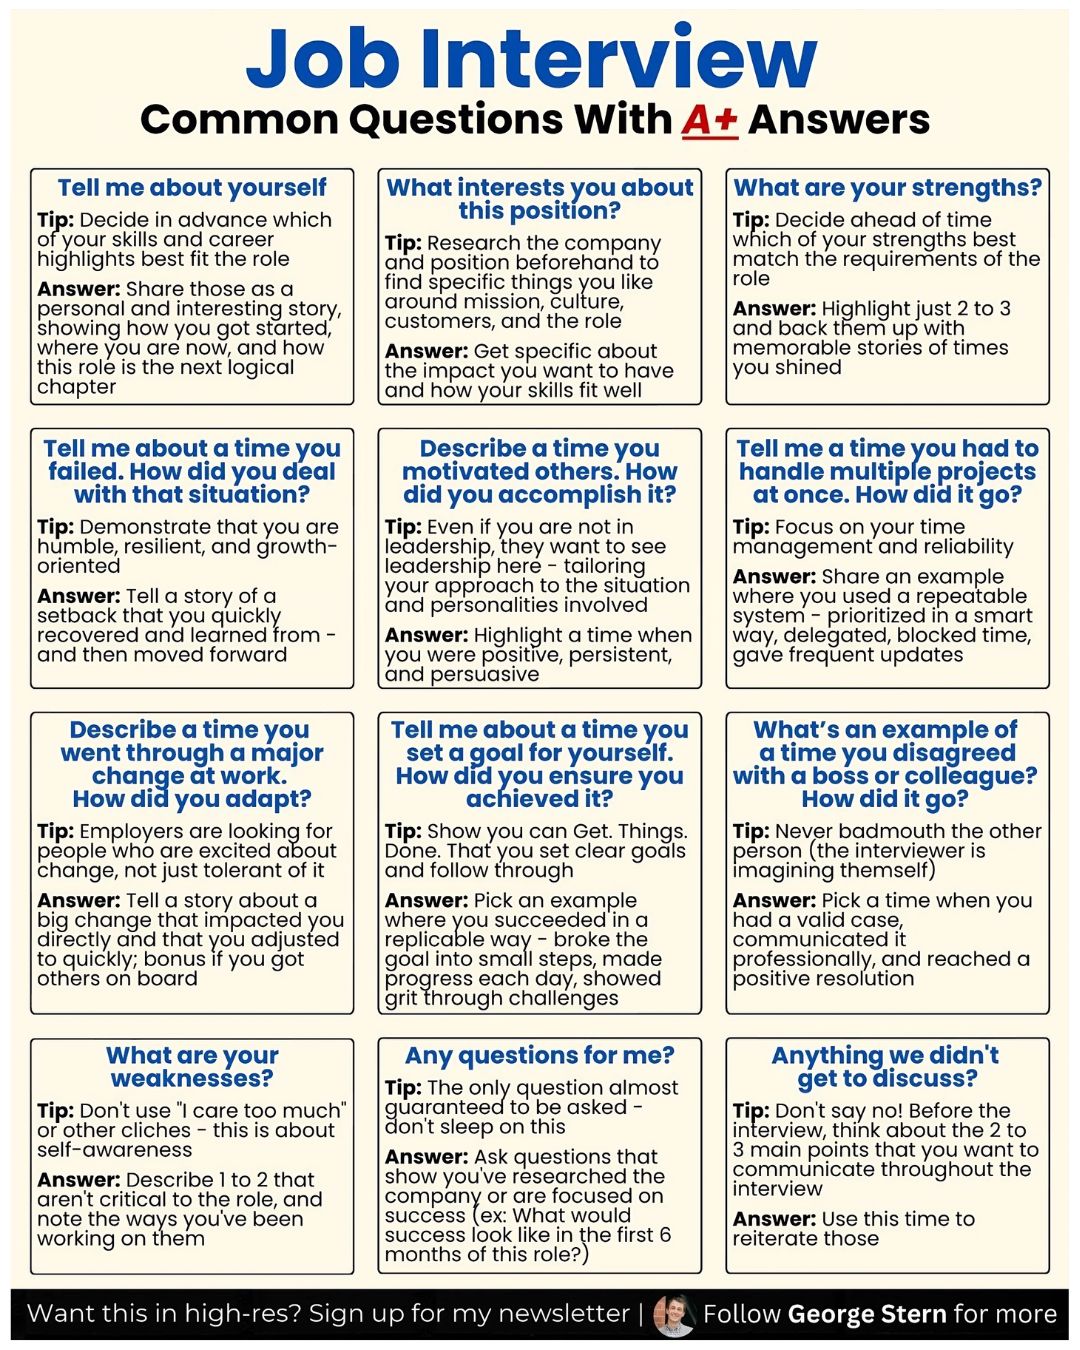 Job Interview
Common Questions With A+ Answers
Tell me about yourself
Tip: Decide in advance which
of your skills and career
highlights best fit the role
Answer: Share those as a
personal and interesting story,
showing how you got started,
where you are now, and how
this role is the next logical
chapter
What interests you about
this position?
Tip: Research the company
and position beforehand to
find specific things you like
around mission, culture,
customers, and the role
Answer: Get specific about
the impact you want to have
and how your skills fit well
What are your strengths?
Tip: Decide ahead of time
which of your strengths best
match the requirements of the
role
Answer: Highlight just 2 to 3
and back them up with
memorable stories of times
you shined
Tell me about a time you
failed. How did you deal
with that situation?
Tip: Demonstrate that you are
humble, resilient, and growth-
oriented
Answer: Tell a story of a
setback that you quickly
recovered and learned from -
and then moved forward
Describe a time you
motivated others. How
did you accomplish it?
Tip: Even if you are not in
leadership, they want to see
leadership here - tailoring
your approach to the situation
and personalities involved
Answer: Highlight a time when
you were positive, persistent,
and persuasive
Tell me a time you had to
handle multiple projects
at once. How did it go?
Tip: Focus on your time
management and reliability
Answer: Share an example
where you used a repeatable
system - prioritized in a smart
way, delegated, blocked time,
gave frequent updates
Describe a time you
went through a major
change at work.
How did you adapt?
Tip: Employers are looking for
people who are excited about
change, not just tolerant of it
Answer: Tell a story about a
big change that impacted you
directly and that you adjusted
to quickly; bonus if you got
others on board
Tell me about a time you
set a goal for yourself.
How did you ensure you
achieved it?
Tip: Show you can Get. Things.
Done. That you set clear goals
and follow through
Answer: Pick an example
where you succeeded in a
replicable way - broke the
goal into small steps, made
progress each day, showed
grit through challenges
What's an example of
a time you disagreed
with a boss or colleague?
How did it go?
Tip: Never badmouth the other
person (the interviewer is
imagining themself)
Answer: Pick a time when you
had a valid case,
communicated it
professionally, and reached a
positive resolution
What are your
weaknesses?
Tip: Don't use "I care too much"
or other cliches - this is about
self-awareness
Answer: Describe 1 to 2 that
aren't critical to the role, and
note the ways you've been
working on them
Any questions for me?
Tip: The only question almost
guaranteed to be asked -
don't sleep on this
Answer: Ask questions that
show you've researched the
company or are focused on
success (ex: What would
success look like in the first 6
months of this role?)
Anything we didn't
get to discuss?
Tip: Don't say no! Before the
interview, think about the 2 to
3 main points that you want to
communicate throughout the
interview
Answer: Use this time to
reiterate those
Want this in high-res? Sign up for my newsletter | Follow George Stern for more